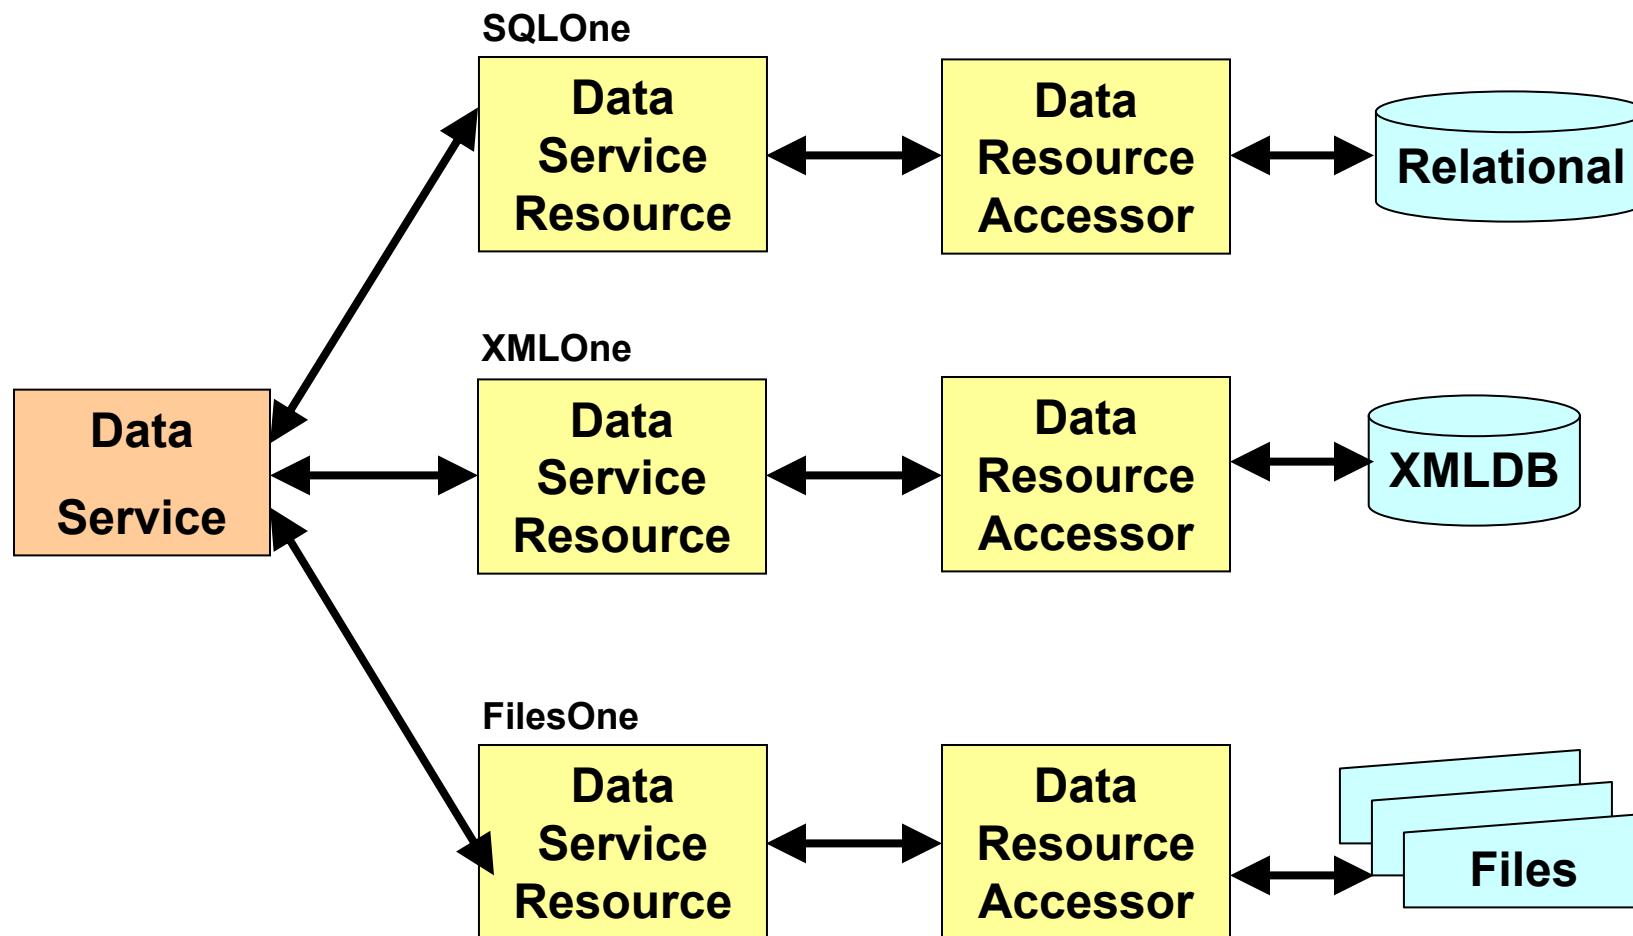 SQLOne
Data
Service
Resource
Data
Resource
Accessor
Relational
XMLOne
Data
Service
Data
Service
Resource
Data
Resource
Accessor
XMLDB
FilesOne
Data
Service
Resource
Data
Resource
Accessor
Files